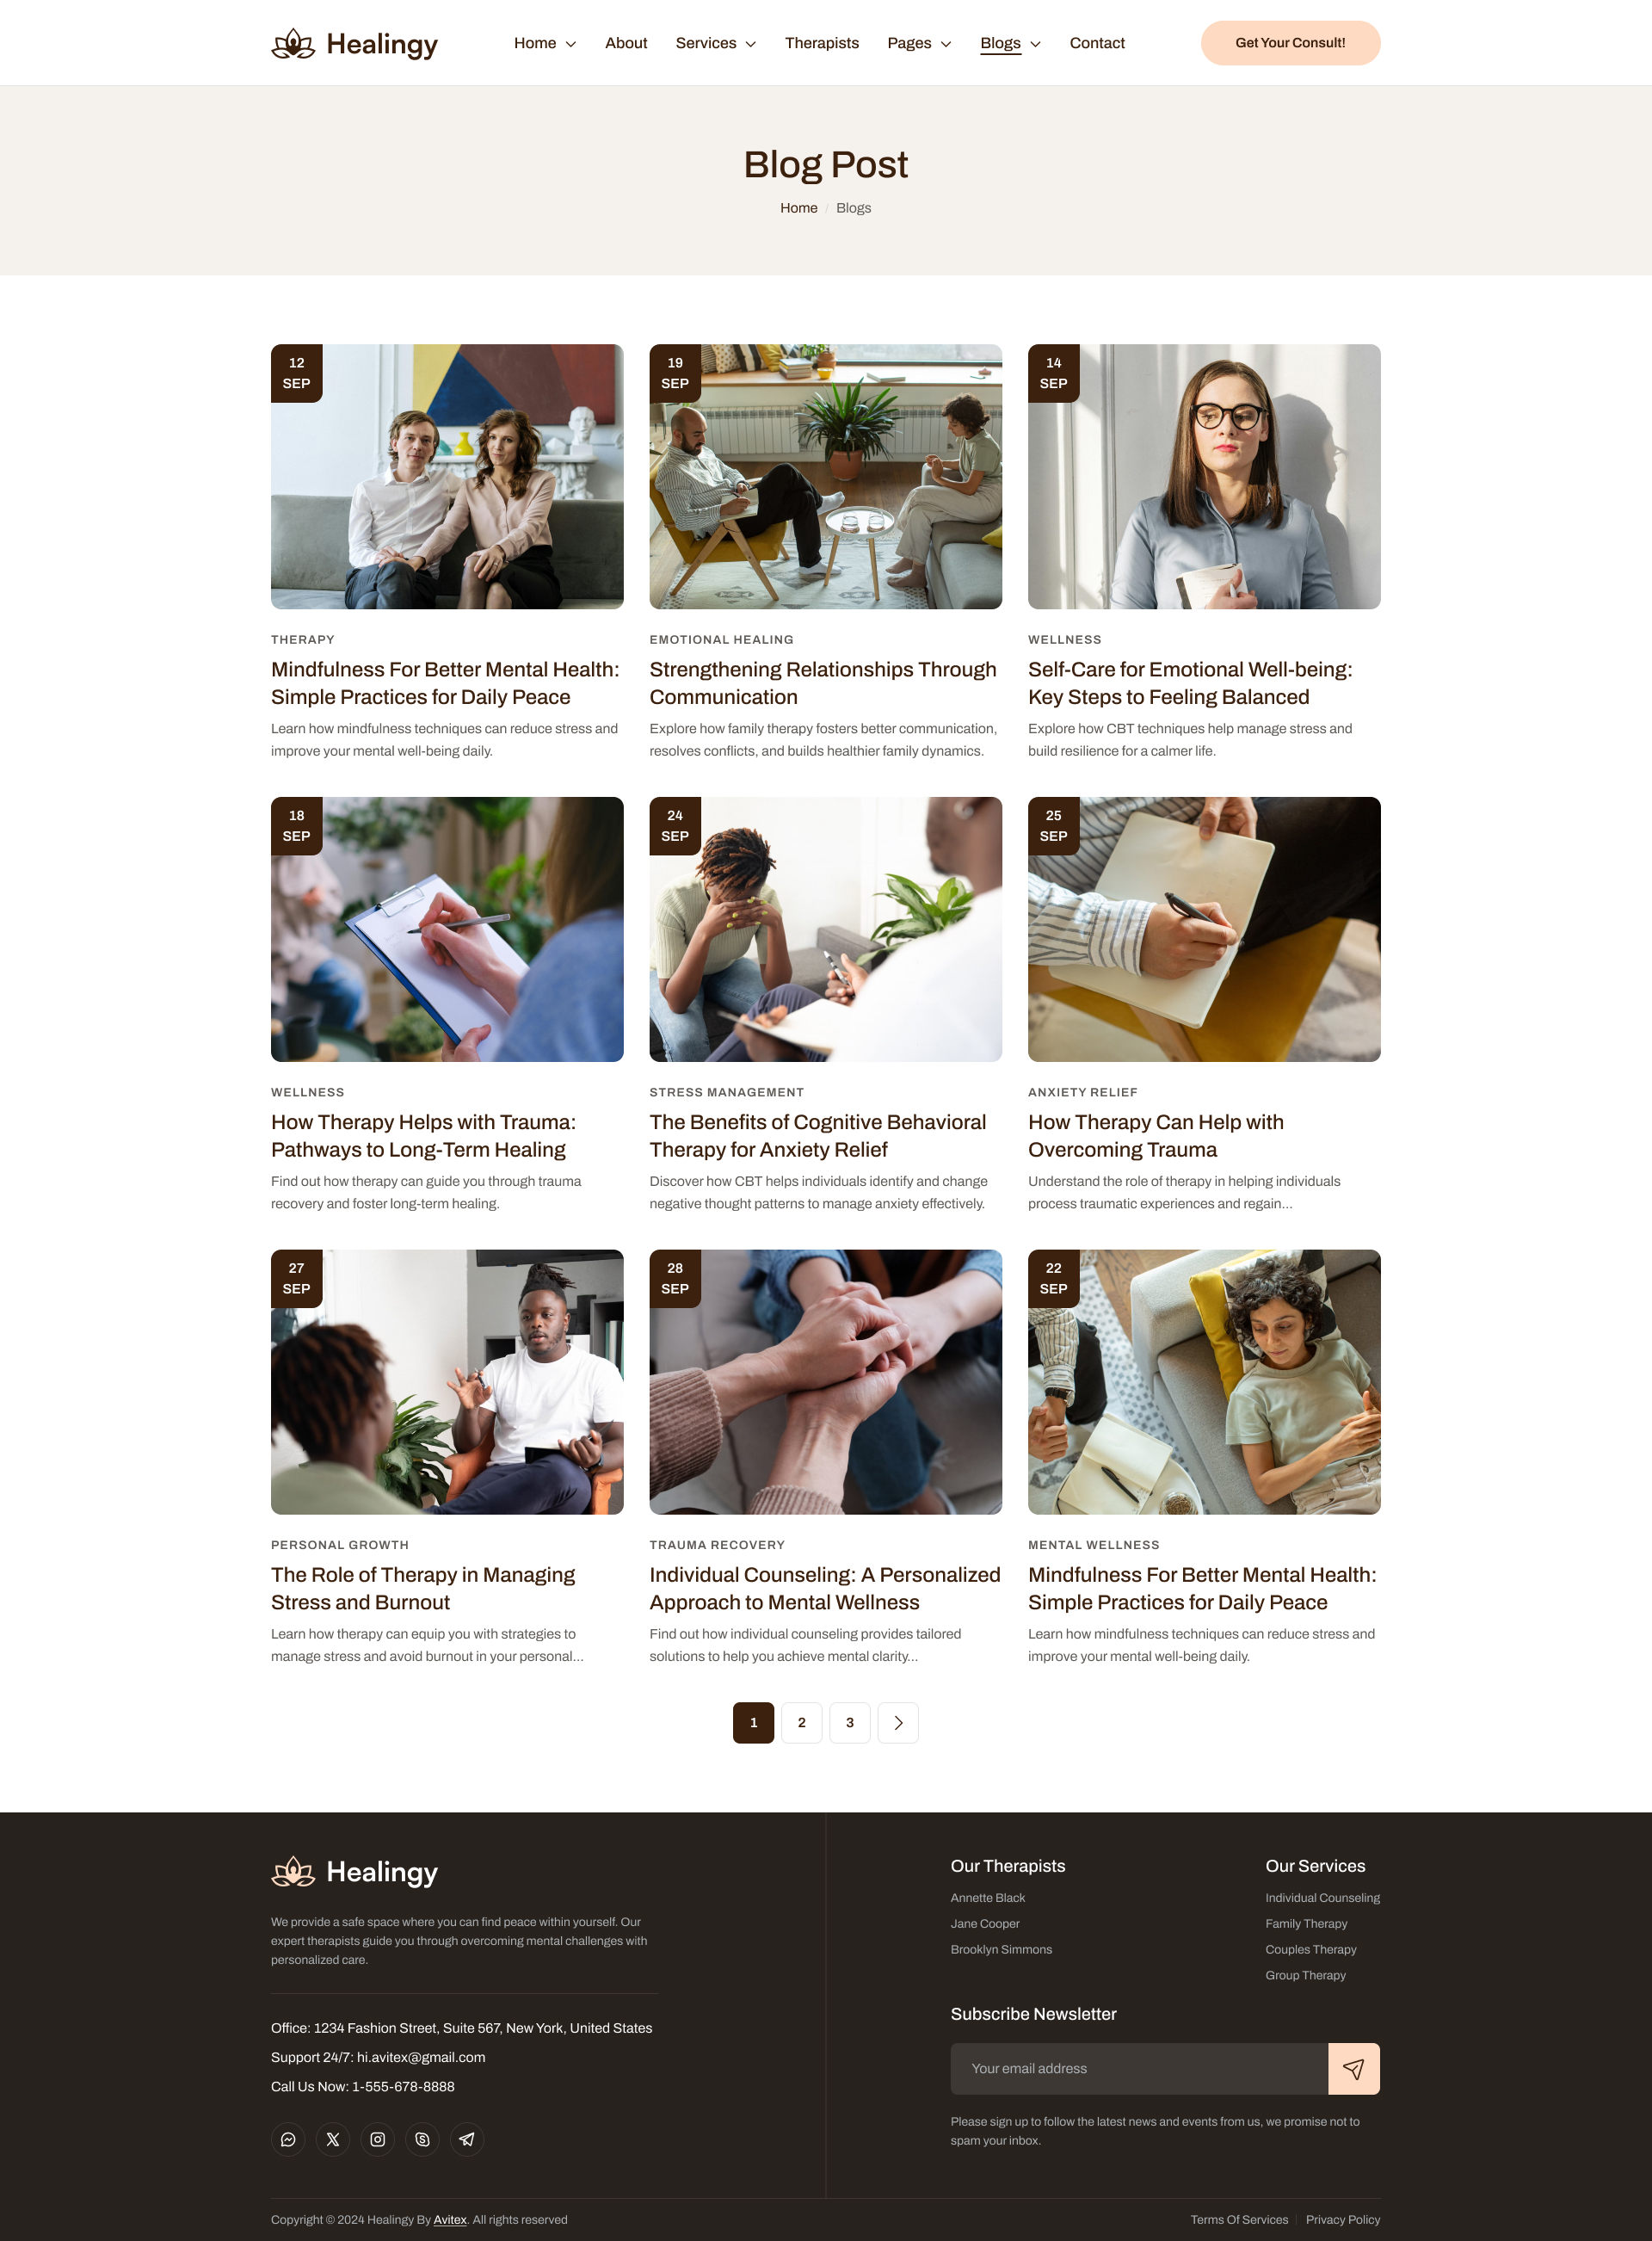 Healingy
Home About Services Therapists Pages Blogs Contact
Get Your Consult!
Blog Post
Home / Blogs
12
SEP
THERAPY
Mindfulness For Better Mental Health:
Simple Practices for Daily Peace
Learn how mindfulness techniques can reduce stress and
improve your mental well-being daily.
19
SEP
EMOTIONAL HEALING
Strengthening Relationships Through
Communication
Explore how family therapy fosters better communication,
resolves conflicts, and builds healthier family dynamics.
14
SEP
WELLNESS
Self-Care for Emotional Well-being:
Key Steps to Feeling Balanced
Explore how CBT techniques help manage stress and
build resilience for a calmer life.
18
SEP
WELLNESS
How Therapy Helps with Trauma:
Pathways to Long-Term Healing
Find out how therapy can guide you through trauma
recovery and foster long-term healing.
24
SEP
STRESS MANAGEMENT
The Benefits of Cognitive Behavioral
Therapy for Anxiety Relief
Discover how CBT helps individuals identify and change
negative thought patterns to manage anxiety effectively.
25
SEP
ANXIETY RELIEF
How Therapy Can Help with
Overcoming Trauma
Understand the role of therapy in helping individuals
process traumatic experiences and regain...
27
SEP
PERSONAL GROWTH
The Role of Therapy in Managing
Stress and Burnout
Learn how therapy can equip you with strategies to
manage stress and avoid burnout in your personal...
28
SEP
TRAUMA RECOVERY
Individual Counseling: A Personalized
Approach to Mental Wellness
Find out how individual counseling provides tailored
solutions to help you achieve mental clarity...
22
SEP
MENTAL WELLNESS
Mindfulness For Better Mental Health:
Simple Practices for Daily Peace
Learn how mindfulness techniques can reduce stress and
improve your mental well-being daily.
1 2 3
Healingy
We provide a safe space where you can find peace within yourself. Our
expert therapists guide you through overcoming mental challenges with
personalized care.
Office: 1234 Fashion Street, Suite 567, New York, United States
Support 24/7: hi.avitex@gmail.com
Call Us Now: 1-555-678-8888
Our Therapists
Annette Black
Jane Cooper
Brooklyn Simmons
Our Services
Individual Counseling
Family Therapy
Couples Therapy
Group Therapy
Subscribe Newsletter
Your email address
Please sign up to follow the latest news and events from us, we promise not to
spam your inbox.
Copyright © 2024 Healingy By Avitex. All rights reserved
Terms Of Services | Privacy Policy